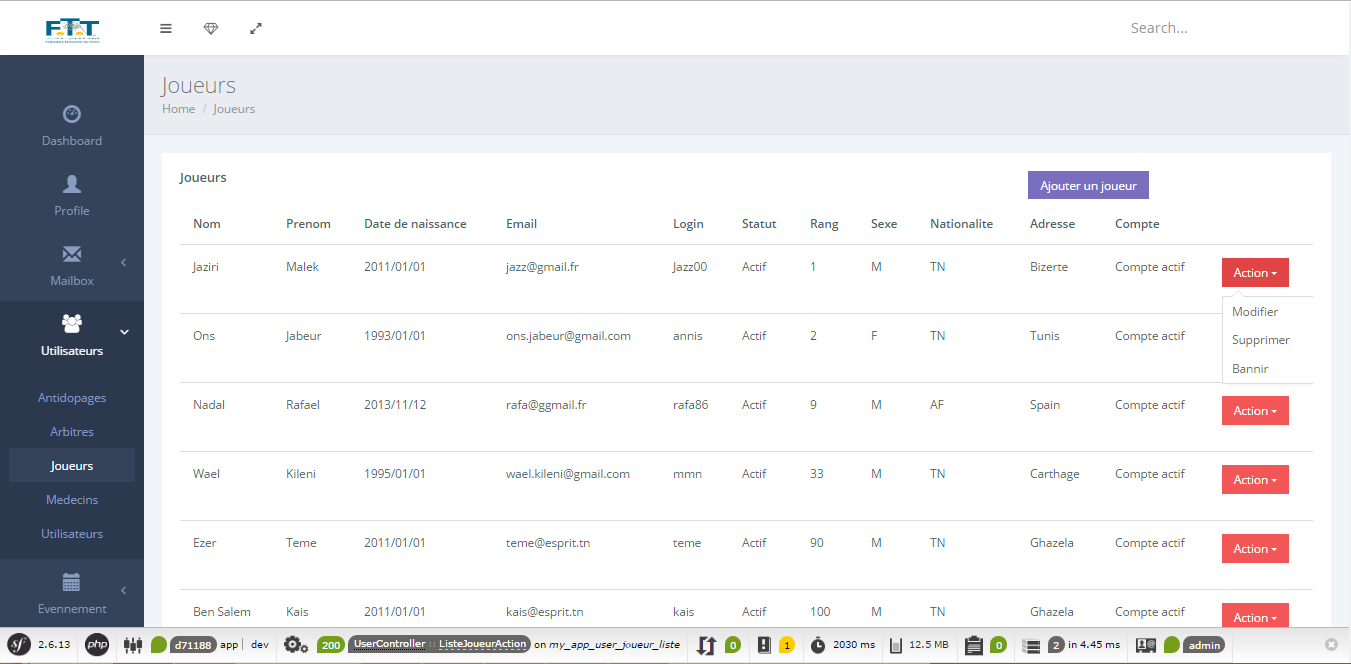 FTT
Search...
Joueurs
Home / Joueurs
Dashboard
Profile
Mailbox
Utilisateurs
Antidopages
Arbitres
Joueurs
Medecins
Utilisateurs
Evennement
Joueurs
Ajouter un joueur
Nom Prenom Date de naissance Email Login Statut Rang Sexe Nationalite Adresse Compte
Jaziri Malek 2011/01/01 jazz@gmail.fr Jazz00 Actif 1 M TN Bizerte Compte actif Action
Modifier
Supprimer
Bannir
Ons Jabeur 1993/01/01 ons.jabeur@gmail.com annis Actif 2 F TN Tunis Compte actif
Nadal Rafael 2013/11/12 rafa@ggmail.fr rafa86 Actif 9 M AF Spain Compte actif Action
Wael Kileni 1995/01/01 wael.kileni@gmail.com mmn Actif 33 M TN Carthage Compte actif Action
Ezer Teme 2011/01/01 teme@esprit.tn teme Actif 90 M TN Ghazela Compte actif Action
Ben Salem Kais 2011/01/01 kais@esprit.tn kais Actif 100 M TN Ghazela Compte actif Action
sf 2.6.13 php d71188 app dev 200 UserController :: ListeJoueurAction on my_app_user_joueur_liste 0 1 2030 ms 12.5 MB 0 2 in 4.45 ms admin